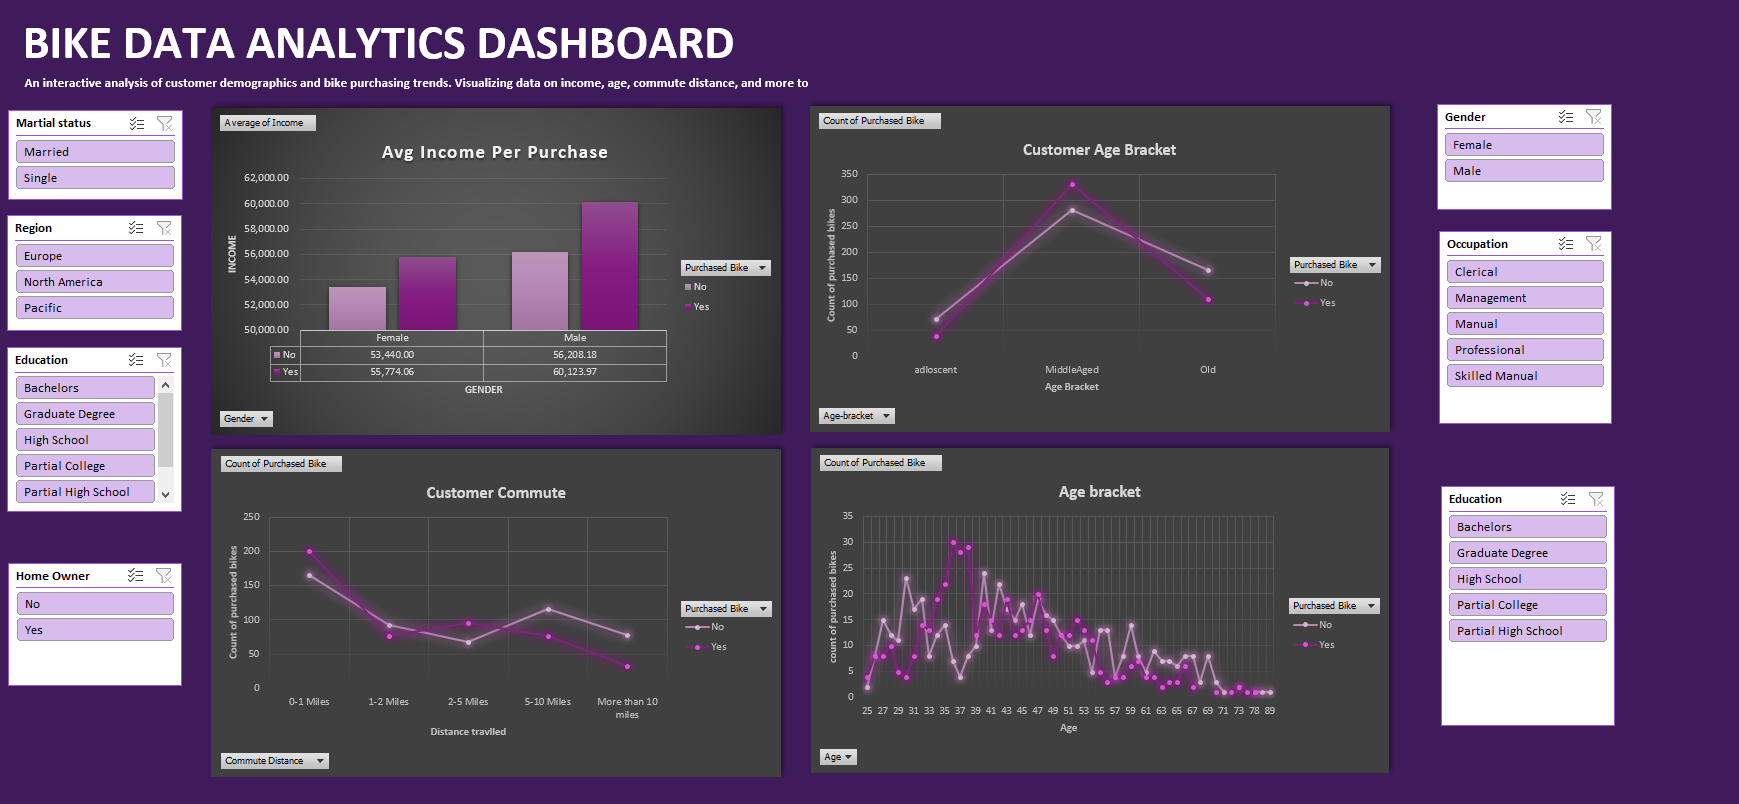 BIKE DATA ANALYTICS DASHBOARD
An interactive analysis of customer demographics and bike purchasing trends. Visualizing data on income, age, commute distance, and more to
Martial status
Married
Single
Region
Europe
North America
Pacific
Education
Bachelors
Graduate Degree
High School
Partial College
Partial High School
Home Owner
No
Yes
Average of Income
Avg Income Per Purchase
62,000.00
60,000.00
58,000.00
56,000.00
54,000.00
52,000.00
50,000.00
INCOME
Female Male
No 53,440.00 56,208.18
Yes 55,774.06 60,123.97
GENDER
Purchased Bike
No
Yes
Gender
Count of Purchased Bike
Customer Age Bracket
350
300
250
200
150
100
50
0
Count of purchased bikes
adloscent MiddleAged Old
Age Bracket
Purchased Bike
No
Yes
Age-bracket
Count of Purchased Bike
Customer Commute
250
200
150
100
50
0
Count of purchased bikes
0-1 Miles 1-2 Miles 2-5 Miles 5-10 Miles More than 10
miles
Distance travlled
Purchased Bike
No
Yes
Commute Distance
Count of Purchased Bike
Age bracket
35
30
25
20
15
10
5
0
count of purchased bikes
25 27 29 31 33 35 37 39 41 43 45 47 49 51 53 55 57 59 61 63 65 67 69 71 73 78 89
Age
Purchased Bike
No
Yes
Age
Gender
Female
Male
Occupation
Clerical
Management
Manual
Professional
Skilled Manual
Education
Bachelors
Graduate Degree
High School
Partial College
Partial High School